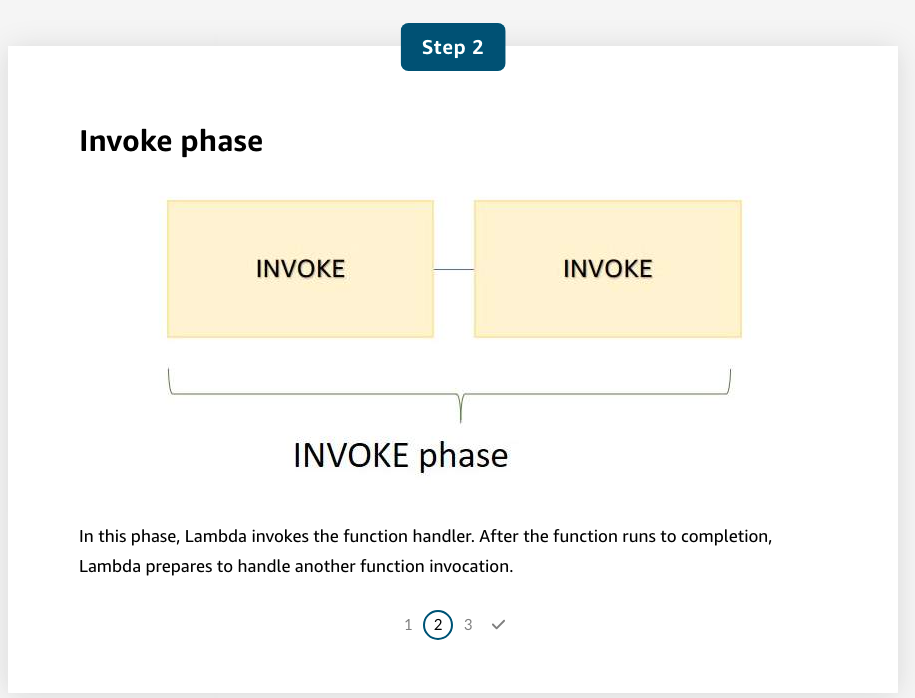 Step 2
Invoke phase
INVOKE
INVOKE
INVOKE phase
In this phase, Lambda invokes the function handler. After the function runs to completion,
Lambda prepares to handle another function invocation.
1 2 3